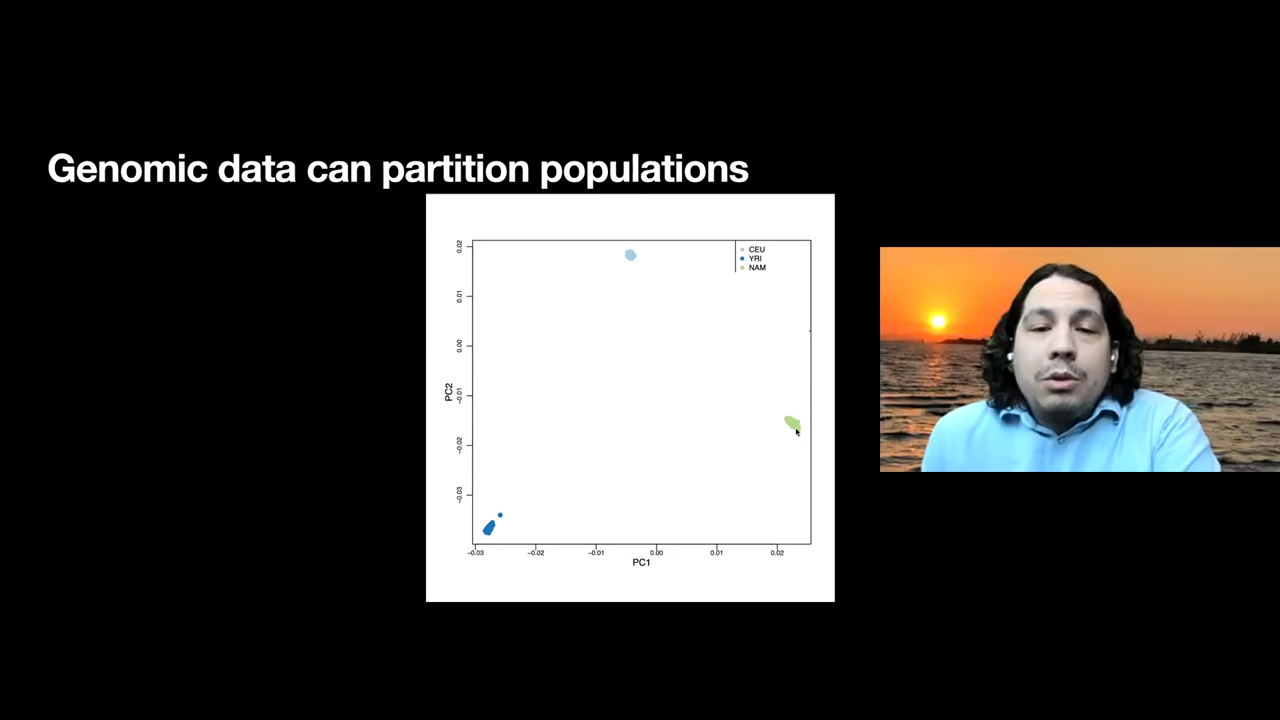 Genomic data can partition populations
CEU
YRI
NAM
0.02
0.01
0.00
-0.01
-0.02
-0.03
PC2
-0.03
-0.02
-0.01
0.00
0.01
0.02
PC1